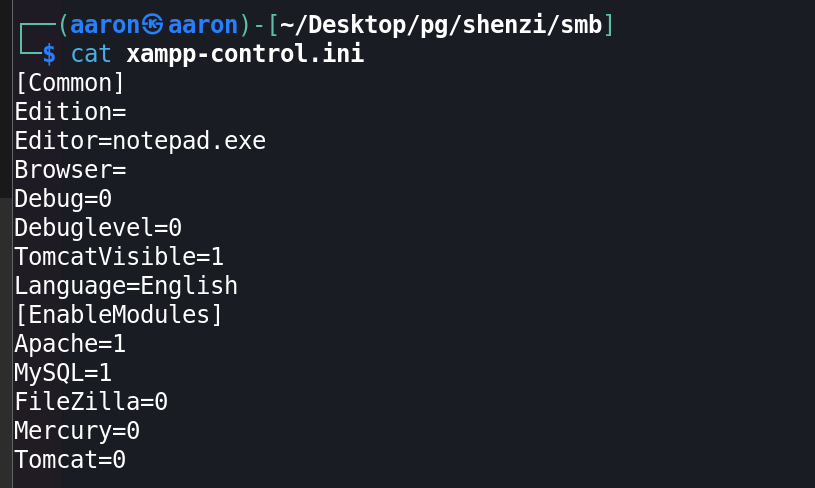 ┌──(aaron㉿aaron)-[~/Desktop/pg/shenzi/smb]
└─$ cat xampp-control.ini
[Common]
Edition=
Editor=notepad.exe
Browser=
Debug=0
Debuglevel=0
TomcatVisible=1
Language=English
[EnableModules]
Apache=1
MySQL=1
FileZilla=0
Mercury=0
Tomcat=0